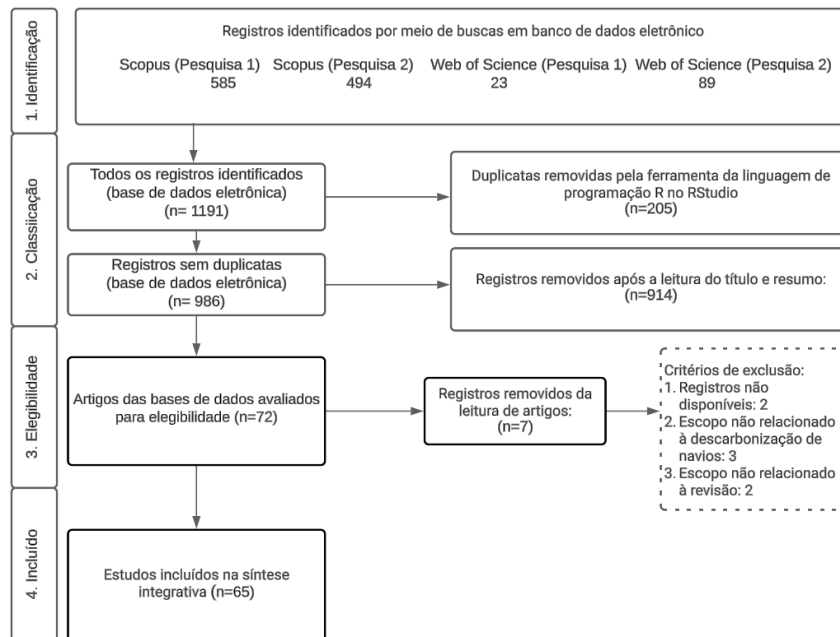 1. Identificação
Registros identificados por meio de buscas em banco de dados eletrônico
Scopus (Pesquisa 1) Scopus (Pesquisa 2) Web of Science (Pesquisa 1) Web of Science (Pesquisa 2)
585 494 23 89
2. Classiicação
Todos os registros identificados
(base de dados eletrônica)
(n= 1191)
Duplicatas removidas pela ferramenta da linguagem de
programação R no RStudio
(n=205)
Registros sem duplicatas
(base de dados eletrônica)
(n= 986)
Registros removidos após a leitura do título e resumo:
(n=914)
3. Elegibilidade
Artigos das bases de dados avaliados
para elegibilidade (n=72)
Registros removidos da
leitura de artigos:
(n=7)
Critérios de exclusão:
1. Registros não
disponíveis: 2
2. Escopo não relacionado
à descarbonização de
navios: 3
3. Escopo não relacionado
à revisão: 2
4. Incluído
Estudos incluídos na síntese
integrativa (n=65)